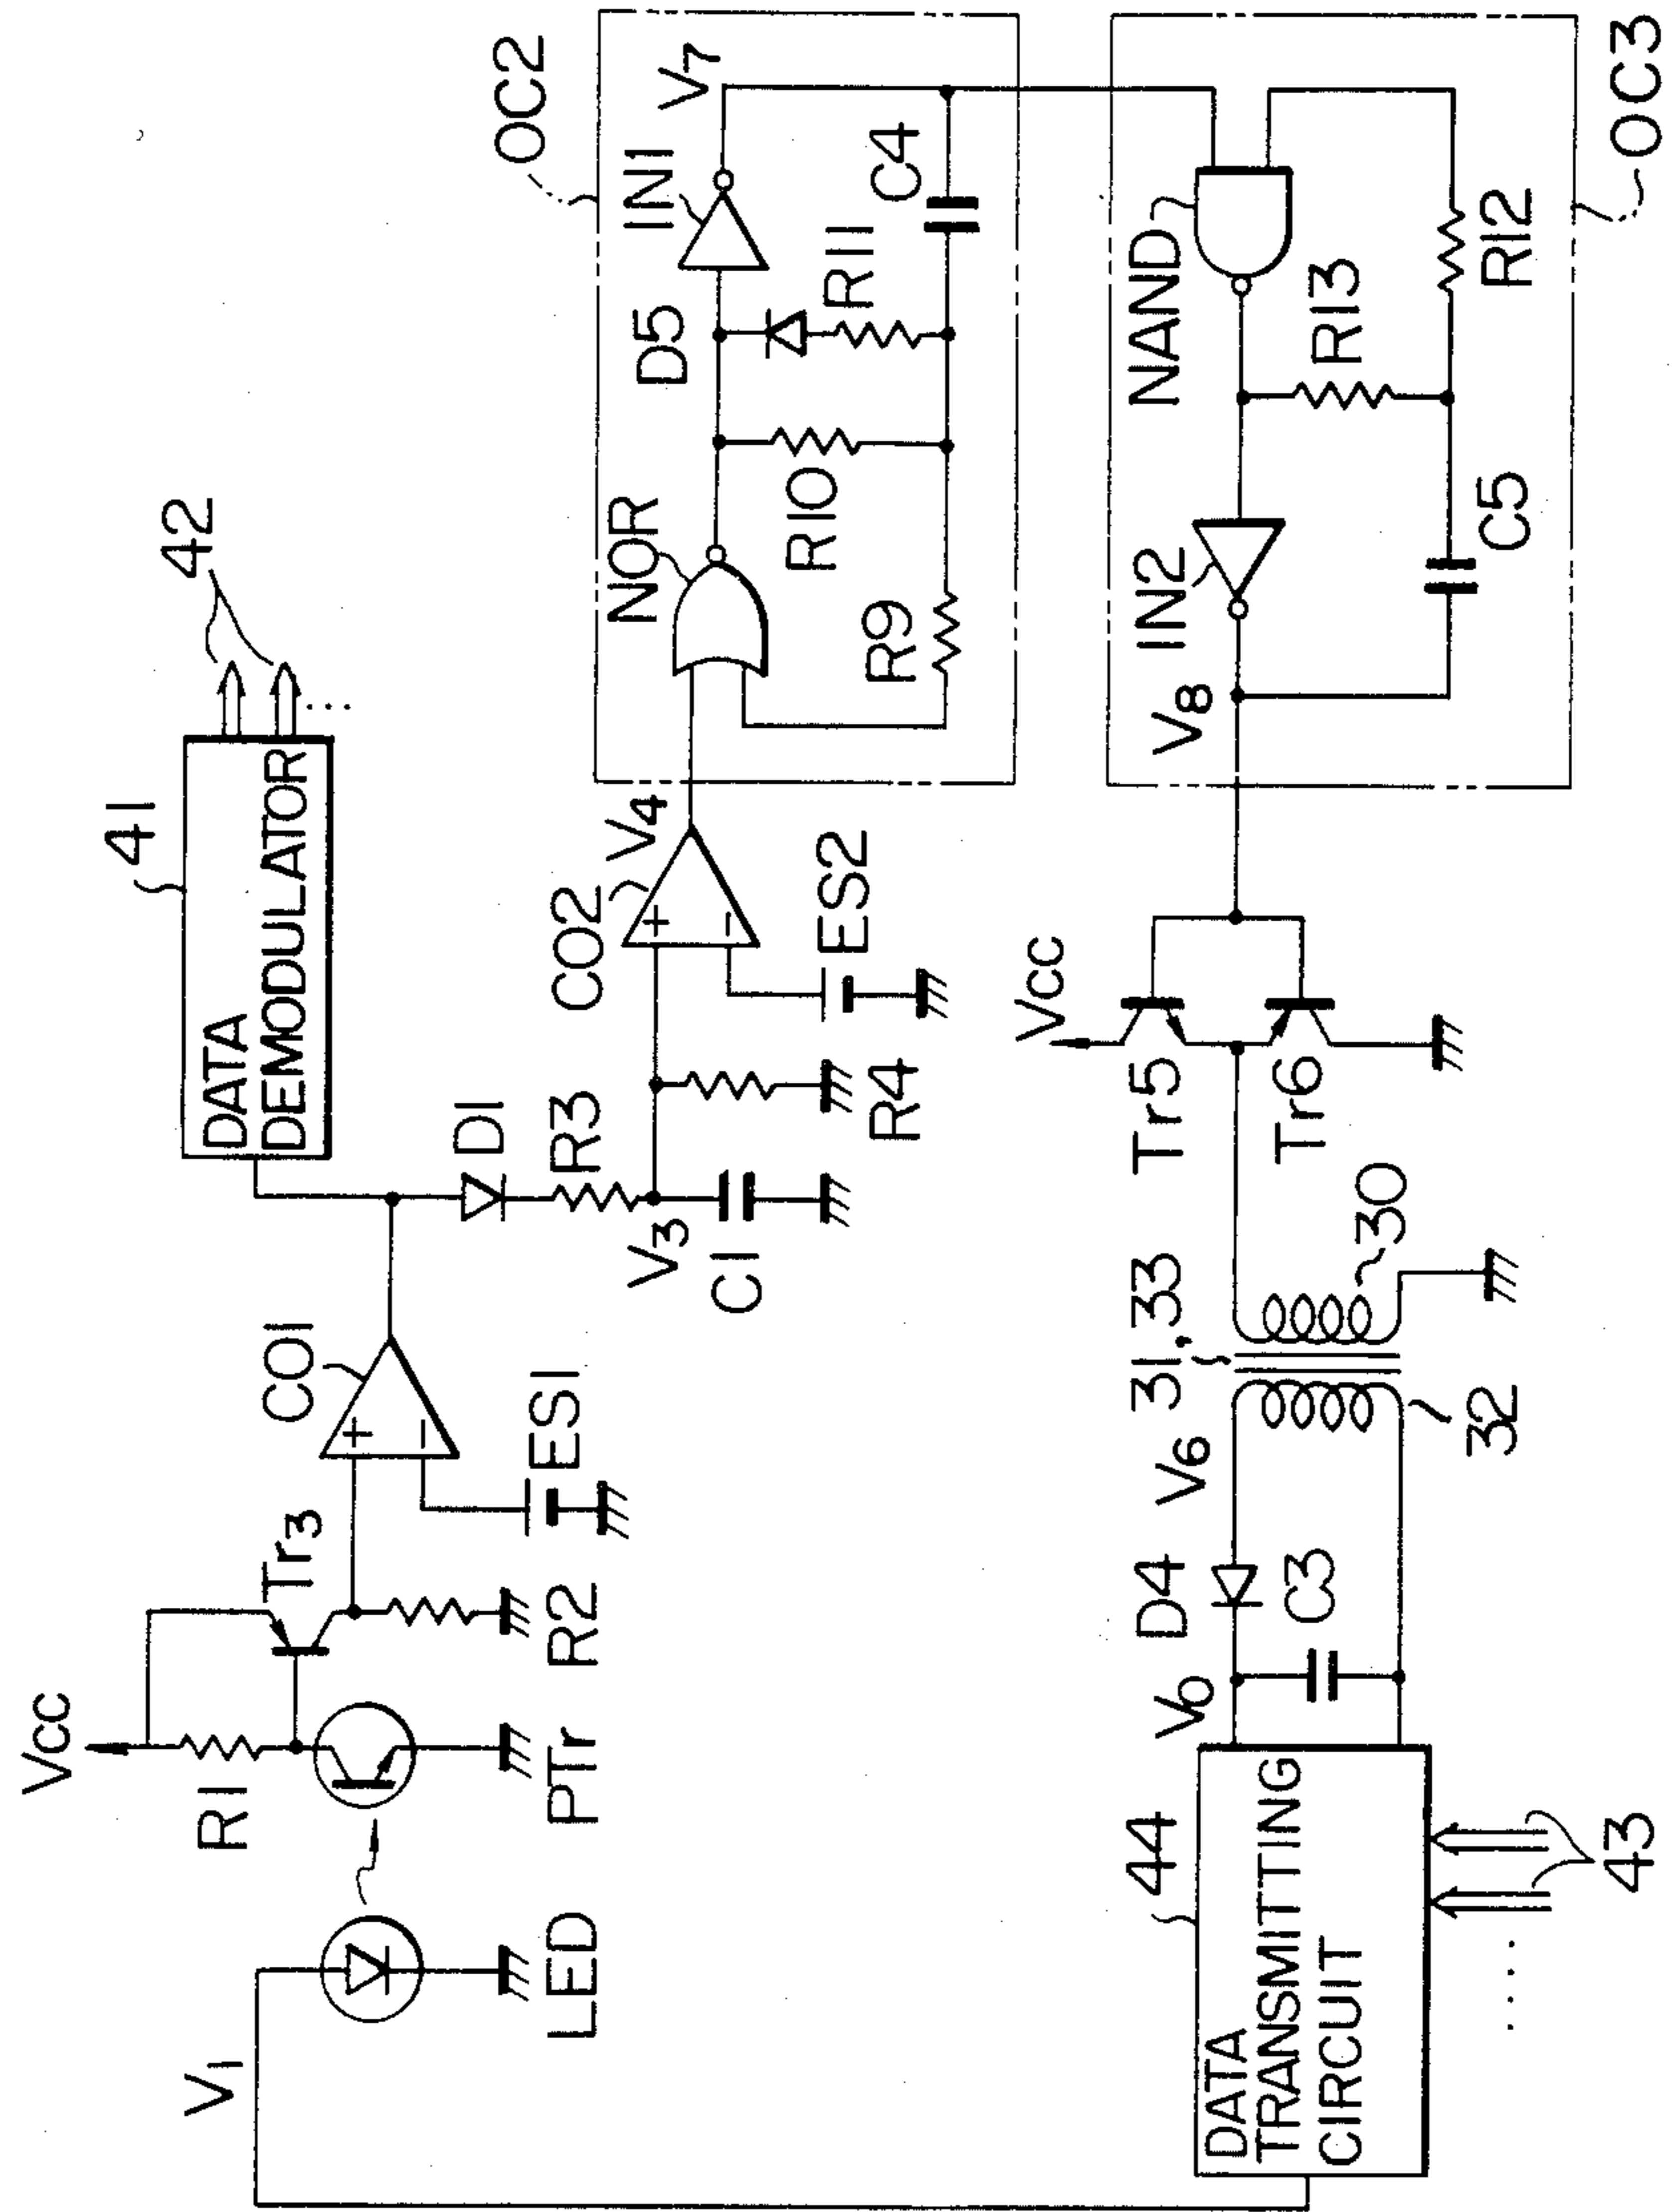 41
DATA
DEMODULATOR
42
OC2
Vcc
R1
Tr3
CO1
D1
R3
V3
C1
ES1
R2
PTr
LED
V1
CO2
V4
ES2
R4
NOR
D5
IN1
V7
R10
R11
C4
R9
44
DATA
TRANSMITTING
CIRCUIT
43
V0
D4
C3
V6
31,33
32
30
Vcc
Tr5
Tr6
V8
IN2
NAND
R13
C5
R12
OC3